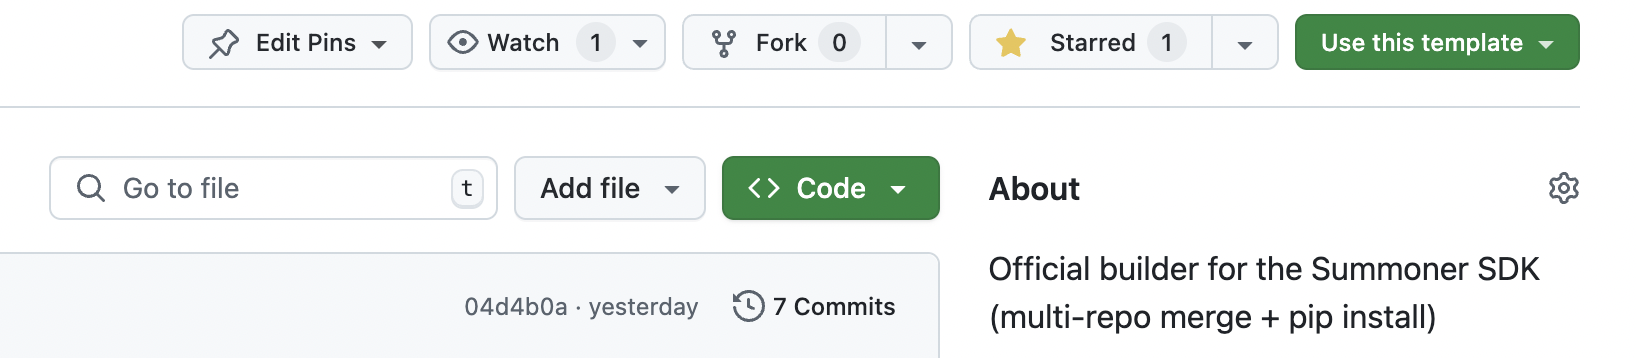 Edit Pins Watch 1 Fork 0 Starred 1 Use this template
Go to file t Add file Code About
Official builder for the Summoner SDK
(multi-repo merge + pip install)
04d4b0a · yesterday 7 Commits